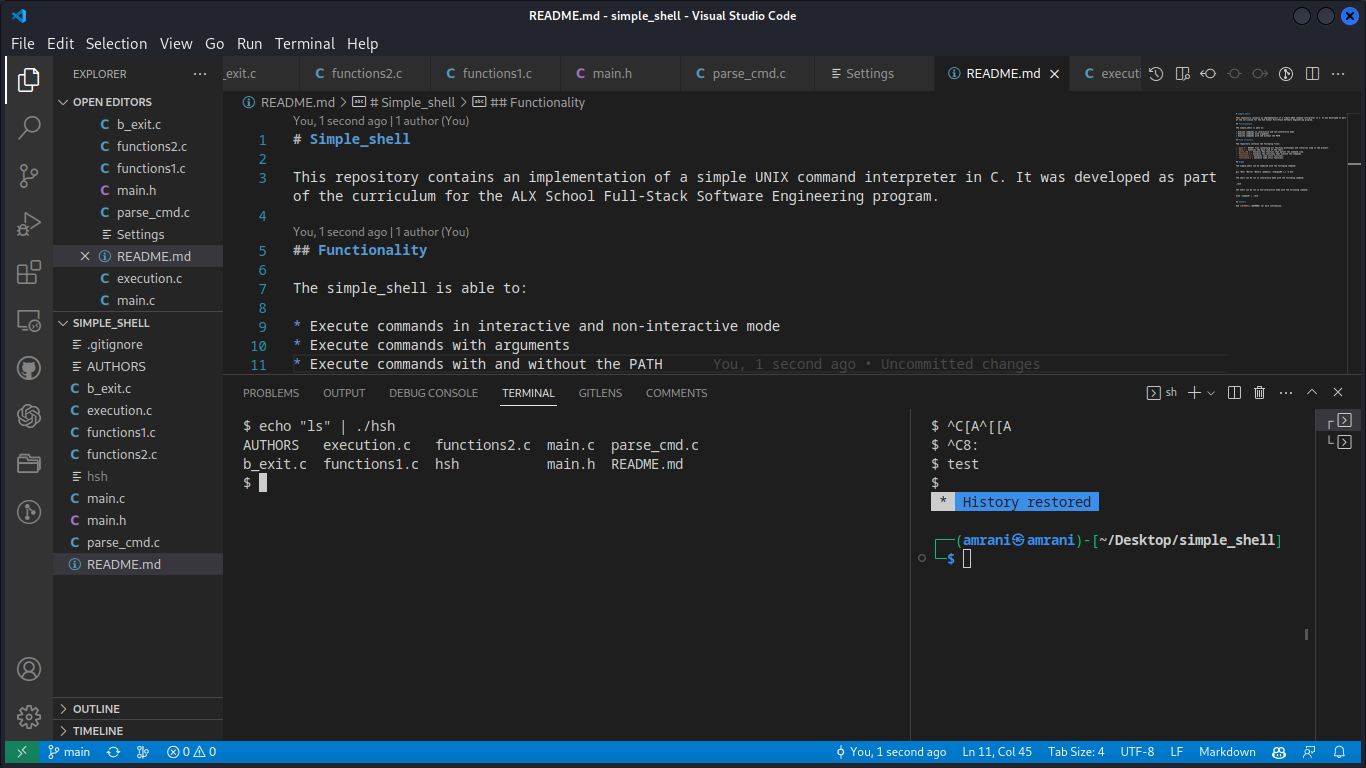 README.md - simple_shell - Visual Studio Code
File Edit Selection View Go Run Terminal Help
EXPLORER
OPEN EDITORS
b_exit.c
functions2.c
functions1.c
main.h
parse_cmd.c
Settings
README.md
execution.c
main.c
SIMPLE_SHELL
.gitignore
AUTHORS
b_exit.c
execution.c
functions1.c
functions2.c
hsh
main.c
main.h
parse_cmd.c
README.md
OUTLINE
TIMELINE
_exit.c functions2.c functions1.c main.h parse_cmd.c Settings README.md executi
README.md > # Simple_shell > ## Functionality
You, 1 second ago | 1 author (You)
1 # Simple_shell
2
3 This repository contains an implementation of a simple UNIX command interpreter in C. It was developed as part
of the curriculum for the ALX School Full-Stack Software Engineering program.
4
You, 1 second ago | 1 author (You)
5 ## Functionality
6
7 The simple_shell is able to:
8
9 * Execute commands in interactive and non-interactive mode
10 * Execute commands with arguments
11 * Execute commands with and without the PATH You, 1 second ago • Uncommitted changes
PROBLEMS OUTPUT DEBUG CONSOLE TERMINAL GITLENS COMMENTS
sh
$ echo "ls" | ./hsh
AUTHORS execution.c functions2.c main.c parse_cmd.c
b_exit.c functions1.c hsh main.h README.md
$
$ ^C[A^[[A
$ ^C8:
$ test
$
* History restored
┌──(amrani㉿amrani)-[~/Desktop/simple_shell]
└─$
main 0 0 You, 1 second ago Ln 11, Col 45 Tab Size: 4 UTF-8 LF Markdown